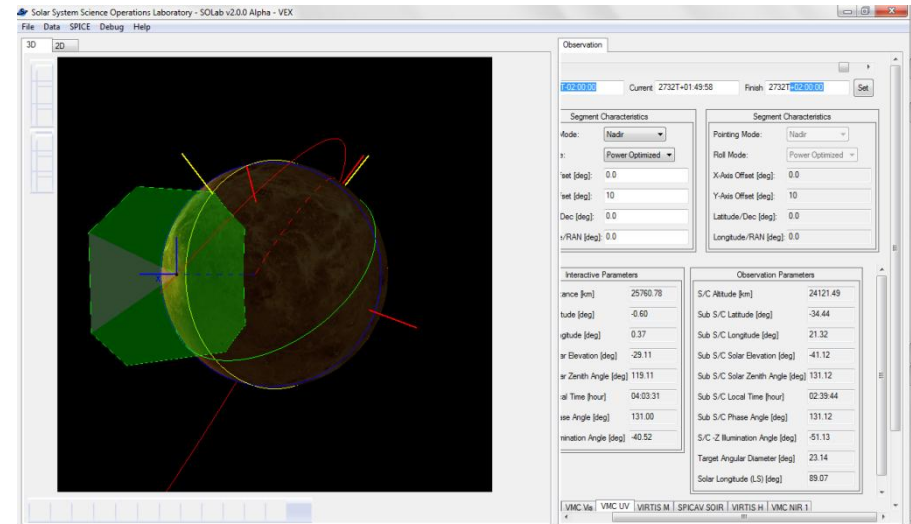 Solar System Science Operations Laboratory - SOLab v2.0.0 Alpha - VEX
File Data SPICE Debug Help
3D 2D
Observation
T-02:00:00 Current 2732T+01:49:58 Finish 2732T+02:00:00 Set
Segment Characteristics
Mode: Nadir
e: Power Optimized
fset [deg]: 0.0
fset [deg]: 10
Dec [deg]: 0.0
e/RAN [deg]: 0.0
Segment Characteristics
Pointing Mode: Nadir
Roll Mode: Power Optimized
X-Axis Offset [deg]: 0.0
Y-Axis Offset [deg]: 10
Latitude/Dec [deg]: 0.0
Longitude/RAN [deg]: 0.0
Interactive Parameters
tance [km] 25760.78
itude [deg] -0.60
ngitude [deg] 0.37
ar Elevation [deg] -29.11
ar Zenith Angle [deg] 119.11
cal Time [hour] 04:03:31
ase Angle [deg] 131.00
mination Angle [deg] -40.52
Observation Parameters
S/C Altitude [km] 24121.49
Sub S/C Latitude [deg] -34.44
Sub S/C Longitude [deg] 21.32
Sub S/C Solar Elevation [deg] -41.12
Sub S/C Solar Zenith Angle [deg] 131.12
Sub S/C Local Time [hour] 02:39:44
Sub S/C Phase Angle [deg] 131.12
S/C -Z Illumination Angle [deg] -51.13
Target Angular Diameter [deg] 23.14
Solar Longitude (LS) [deg] 89.07
VMC Vis VMC UV VIRTIS M SPICAV SOIR VIRTIS H VMC NIR 1